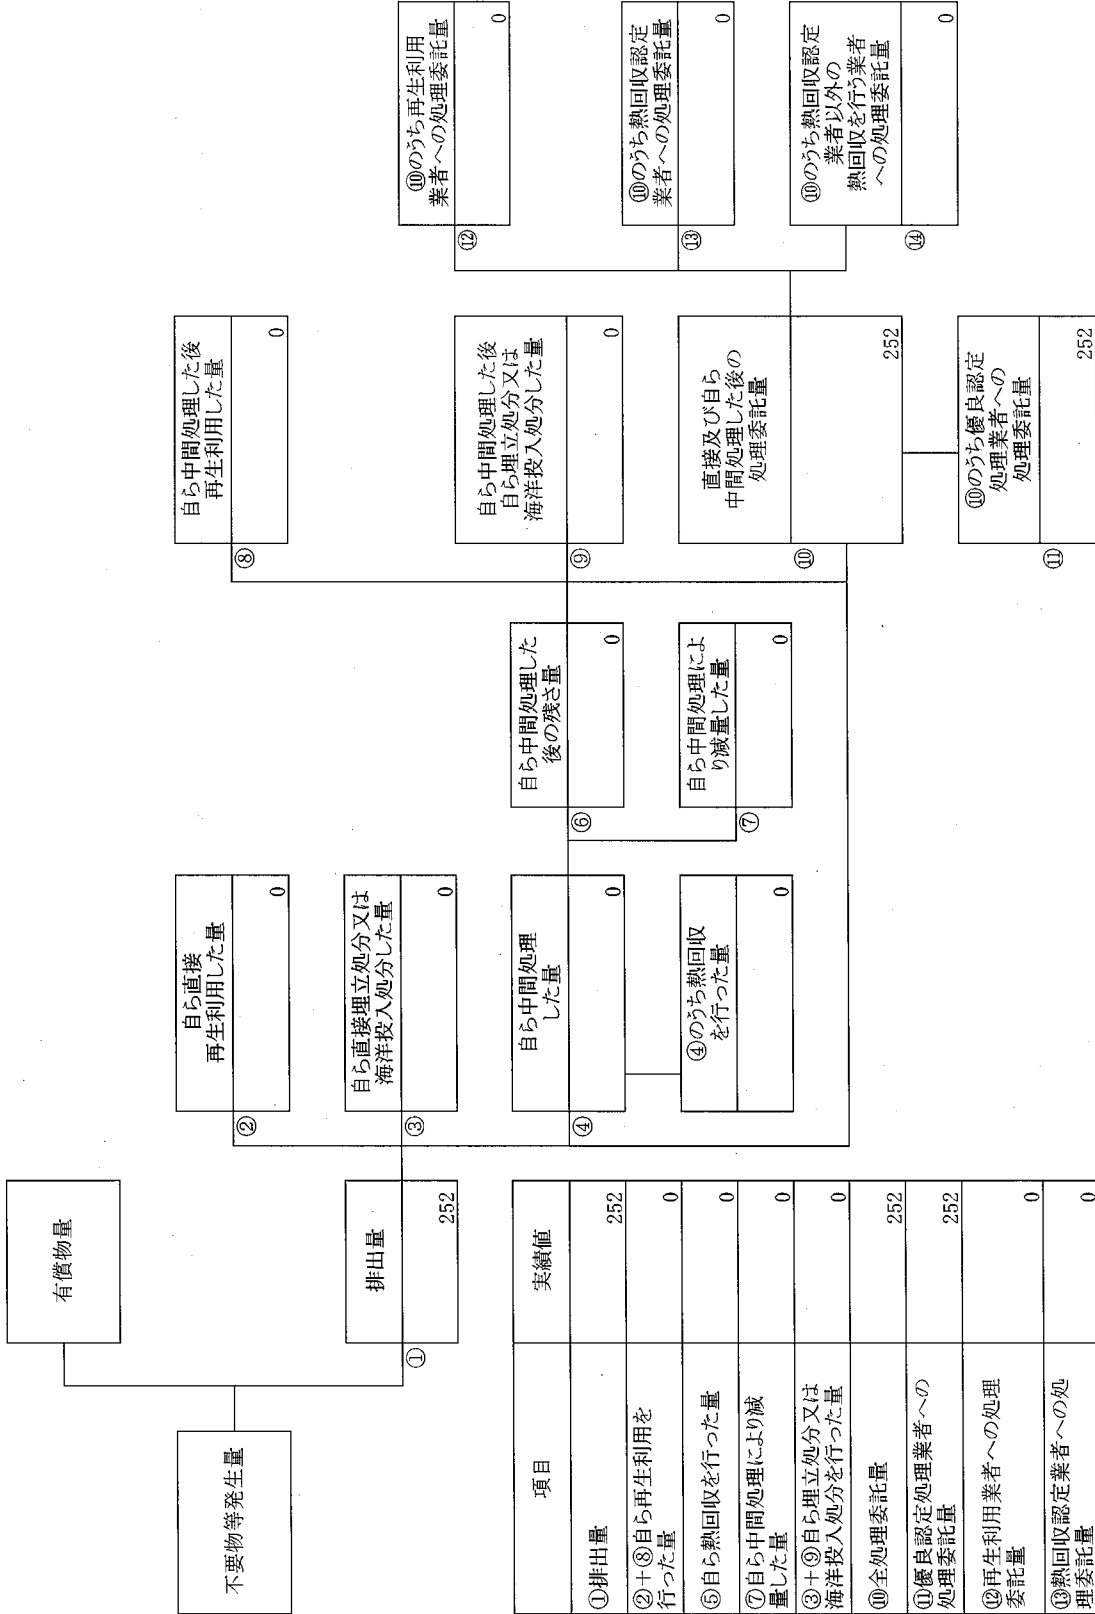 不要物等発生量
有償物量
①
排出量
252
②
自ら直接
再生利用した量
0
③
自ら直接埋立処分又は
海洋投入処分した量
0
④
自ら中間処理
した量
0
④のうち熱回収
を行った量
0
⑥
自ら中間処理した
後の残さ量
0
⑦
自ら中間処理によ
り減量した量
0
⑧
自ら中間処理した後
再生利用した量
0
⑨
自ら中間処理した後
自ら埋立処分又は
海洋投入処分した量
0
⑩
直接及び自ら
中間処理した後の
処理委託量
252
⑪
⑩のうち優良認定
処理業者への
処理委託量
252
⑫
⑩のうち再生利用
業者への処理委託量
0
⑬
⑩のうち熱回収認定
業者への処理委託量
0
⑭
⑩のうち熱回収認定
業者以外の
熱回収を行う業者
への処理委託量
0
項目 実績値
①排出量 252
②+⑧自ら再生利用を
行った量 0
⑤自ら熱回収を行った量 0
⑦自ら中間処理により減
量した量 0
③+⑨自ら埋立処分又は
海洋投入処分を行った量 0
⑩全処理委託量 252
⑪優良認定処理業者への
処理委託量 252
⑫再生利用業者への処理
委託量 0
⑬熱回収認定業者への処
理委託量 0